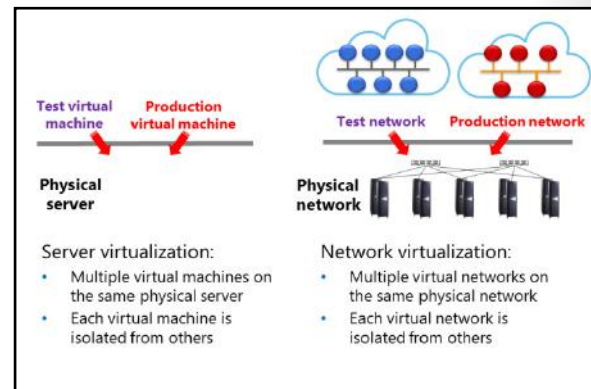 Test virtual
machine
Production
virtual machine
Physical
server
Test network
Production network
Physical
network
Server virtualization:
• Multiple virtual machines on
the same physical server
• Each virtual machine is
isolated from others
Network virtualization:
• Multiple virtual networks on
the same physical network
• Each virtual network is
isolated from others